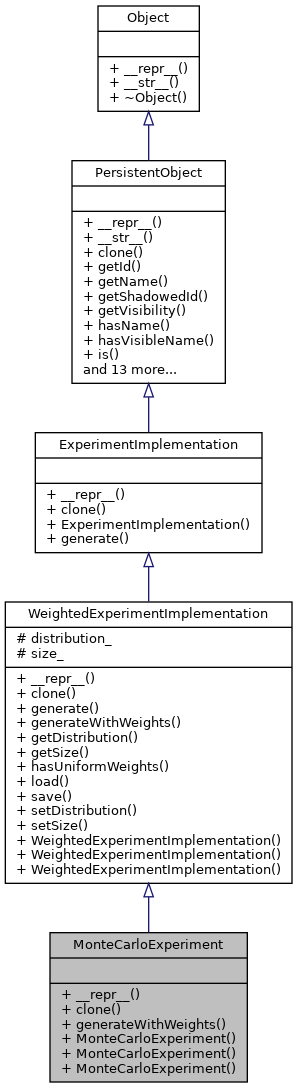 Object
+ __repr__()
+ __str__()
+ ~Object()
PersistentObject
+ __repr__()
+ __str__()
+ clone()
+ getId()
+ getName()
+ getShadowedId()
+ getVisibility()
+ hasName()
+ hasVisibleName()
+ is()
and 13 more...
ExperimentImplementation
+ __repr__()
+ clone()
+ ExperimentImplementation()
+ generate()
WeightedExperimentImplementation
# distribution_
# size_
+ __repr__()
+ clone()
+ generate()
+ generateWithWeights()
+ getDistribution()
+ getSize()
+ hasUniformWeights()
+ load()
+ save()
+ setDistribution()
+ setSize()
+ WeightedExperimentImplementation()
+ WeightedExperimentImplementation()
+ WeightedExperimentImplementation()
MonteCarloExperiment
+ __repr__()
+ clone()
+ generateWithWeights()
+ MonteCarloExperiment()
+ MonteCarloExperiment()
+ MonteCarloExperiment()